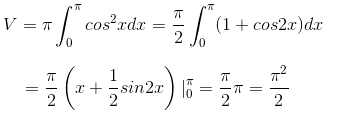 V = π∫₀^π cos²xdx = π/2 ∫₀^π (1 + cos2x)dx
= π/2 (x + 1/2 sin2x) |₀^π = π/2 π = π²/2